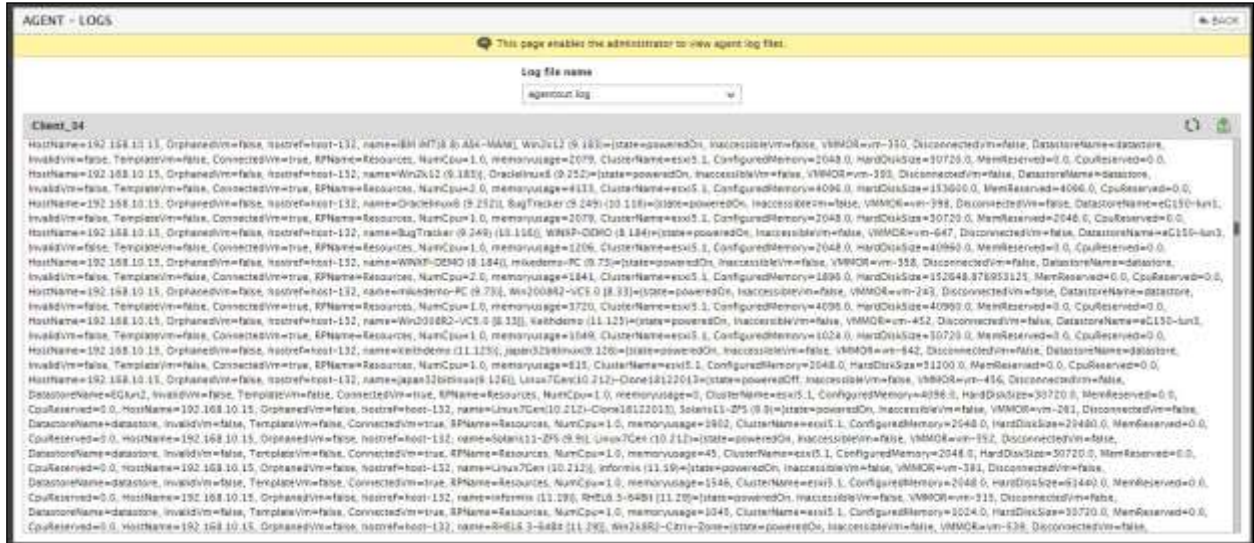 AGENT - LOGS
BACK
This page enables the administrator to view agent log files.
Log file name
agentout.log
Client_34
HostName=192.168.10.15, OrphanedVm=false, hostref=host-132, name=IBM Win2k12 (9.183)={state=poweredOn, InaccessibleVm=false, DisconnectedVm=false, DatastoreName=datastore,
InvalidVm=false, TemplateVm=false, ConnectedVm=true, RPName=Resources, NumCpu=1.0, memoryusage=2079, ClusterName=esxi5.1, ConfiguredMemory=2048.0, HardDiskSize=30720.0, MemReserved=0.0, CpuReserved=0.0,
HostName=192.168.10.15, OrphanedVm=false, hostref=host-132, name=Win2k12 (9.183)}, Oraclelinux6 (9.252)={state=poweredOn, InaccessibleVm=false, DisconnectedVm=false, DatastoreName=datastore,
InvalidVm=false, TemplateVm=false, ConnectedVm=true, RPName=Resources, NumCpu=2.0, memoryusage=4133, ClusterName=esxi5.1, ConfiguredMemory=4096.0, HardDiskSize=153600.0, MemReserved=4096.0, CpuReserved=0.0,
HostName=192.168.10.15, OrphanedVm=false, hostref=host-132, name=Oraclelinux6 (9.252)}, BugTracker (9.249) (10.116)={state=poweredOn, InaccessibleVm=false, VMMOR=vm-398, DisconnectedVm=false, DatastoreName=eG150-lun1,
InvalidVm=false, TemplateVm=false, ConnectedVm=true, RPName=Resources, NumCpu=1.0, memoryusage=2079, ClusterName=esxi5.1, ConfiguredMemory=2048.0, HardDiskSize=30720.0, MemReserved=2048.0, CpuReserved=0.0,
HostName=192.168.10.15, OrphanedVm=false, hostref=host-132, name=BugTracker (9.249) (10.116)}, WINXP-DEMO (8.184)={state=poweredOn, InaccessibleVm=false, VMMOR=vm-647, DisconnectedVm=false, DatastoreName=eG150-lun3,
InvalidVm=false, TemplateVm=false, ConnectedVm=true, RPName=Resources, NumCpu=1.0, memoryusage=1206, ClusterName=esxi5.1, ConfiguredMemory=2048.0, HardDiskSize=40960.0, MemReserved=0.0, CpuReserved=0.0,
HostName=192.168.10.15, OrphanedVm=false, hostref=host-132, name=WINXP-DEMO (8.184)}, mikedemo-PC (9.73)={state=poweredOn, InaccessibleVm=false, VMMOR=vm-358, DisconnectedVm=false, DatastoreName=datastore,
InvalidVm=false, TemplateVm=false, ConnectedVm=true, RPName=Resources, NumCpu=2.0, memoryusage=1841, ClusterName=esxi5.1, ConfiguredMemory=1896.0, HardDiskSize=152648.876953125, MemReserved=0.0, CpuReserved=0.0,
HostName=192.168.10.15, OrphanedVm=false, hostref=host-132, name=mikedemo-PC (9.73)}, Win2008R2-VC5.0 [8.33]={state=poweredOn, InaccessibleVm=false, VMMOR=vm-243, DisconnectedVm=false, DatastoreName=datastore,
InvalidVm=false, TemplateVm=false, ConnectedVm=true, RPName=Resources, NumCpu=1.0, memoryusage=3720, ClusterName=esxi5.1, ConfiguredMemory=4096.0, HardDiskSize=40960.0, MemReserved=0.0, CpuReserved=0.0,
HostName=192.168.10.15, OrphanedVm=false, hostref=host-132, name=Win2008R2-VC5.0 [8.33]}, Keithdemo (11.125)={state=poweredOn, InaccessibleVm=false, VMMOR=vm-452, DisconnectedVm=false, DatastoreName=eG150-lun3,
InvalidVm=false, TemplateVm=false, ConnectedVm=true, RPName=Resources, NumCpu=1.0, memoryusage=1049, ClusterName=esxi5.1, ConfiguredMemory=1024.0, HardDiskSize=30720.0, MemReserved=0.0, CpuReserved=0.0,
HostName=192.168.10.15, OrphanedVm=false, hostref=host-132, name=Keithdemo (11.125)}, japan32bitlinux(9.126)={state=poweredOn, InaccessibleVm=false, VMMOR=vm-642, DisconnectedVm=false, DatastoreName=datastore,
InvalidVm=false, TemplateVm=false, ConnectedVm=true, RPName=Resources, NumCpu=1.0, memoryusage=615, ClusterName=esxi5.1, ConfiguredMemory=2048.0, HardDiskSize=51200.0, MemReserved=0.0, CpuReserved=0.0,
HostName=192.168.10.15, OrphanedVm=false, hostref=host-132, name=japan32bitlinux(9.126)}, Linux7Gen(10.212)-Clone18122013={state=poweredOff, InaccessibleVm=false, VMMOR=vm-456, DisconnectedVm=false,
DatastoreName=EGlun2, InvalidVm=false, TemplateVm=false, ConnectedVm=true, RPName=Resources, NumCpu=1.0, memoryusage=0, ClusterName=esxi5.1, ConfiguredMemory=4096.0, HardDiskSize=30720.0, MemReserved=0.0,
CpuReserved=0.0, HostName=192.168.10.15, OrphanedVm=false, hostref=host-132, name=Linux7Gen(10.212)-Clone18122013}, Solaris11-ZFS (9.9)={state=poweredOn, InaccessibleVm=false, VMMOR=vm-261, DisconnectedVm=false,
DatastoreName=datastore, InvalidVm=false, TemplateVm=false, ConnectedVm=true, RPName=Resources, NumCpu=1.0, memoryusage=1902, ClusterName=esxi5.1, ConfiguredMemory=2048.0, HardDiskSize=20480.0, MemReserved=0.0,
CpuReserved=0.0, HostName=192.168.10.15, OrphanedVm=false, hostref=host-132, name=Solaris11-ZFS (9.9)}, Linux7Gen (10.212)={state=poweredOn, InaccessibleVm=false, VMMOR=vm-352, DisconnectedVm=false,
DatastoreName=datastore, InvalidVm=false, TemplateVm=false, ConnectedVm=true, RPName=Resources, NumCpu=1.0, memoryusage=45, ClusterName=esxi5.1, ConfiguredMemory=2048.0, HardDiskSize=30720.0, MemReserved=0.0,
CpuReserved=0.0, HostName=192.168.10.15, OrphanedVm=false, hostref=host-132, name=Linux7Gen (10.212)}, Informix (11.19)={state=poweredOn, InaccessibleVm=false, VMMOR=vm-391, DisconnectedVm=false,
DatastoreName=datastore, InvalidVm=false, TemplateVm=false, ConnectedVm=true, RPName=Resources, NumCpu=1.0, memoryusage=1546, ClusterName=esxi5.1, ConfiguredMemory=2048.0, HardDiskSize=61440.0, MemReserved=0.0,
CpuReserved=0.0, HostName=192.168.10.15, OrphanedVm=false, hostref=host-132, name=Informix (11.19)}, RHEL6.3-64Bit [11.29]={state=poweredOn, InaccessibleVm=false, VMMOR=vm-315, DisconnectedVm=false,
DatastoreName=datastore, InvalidVm=false, TemplateVm=false, ConnectedVm=true, RPName=Resources, NumCpu=1.0, memoryusage=1045, ClusterName=esxi5.1, ConfiguredMemory=1024.0, HardDiskSize=30720.0, MemReserved=0.0,
CpuReserved=0.0, HostName=192.168.10.15, OrphanedVm=false, hostref=host-132, name=RHEL6.3-64Bit [11.29]}, Win2k8R2-Citrix-Zone={state=poweredOn, InaccessibleVm=false, VMMOR=vm-539, DisconnectedVm=false,